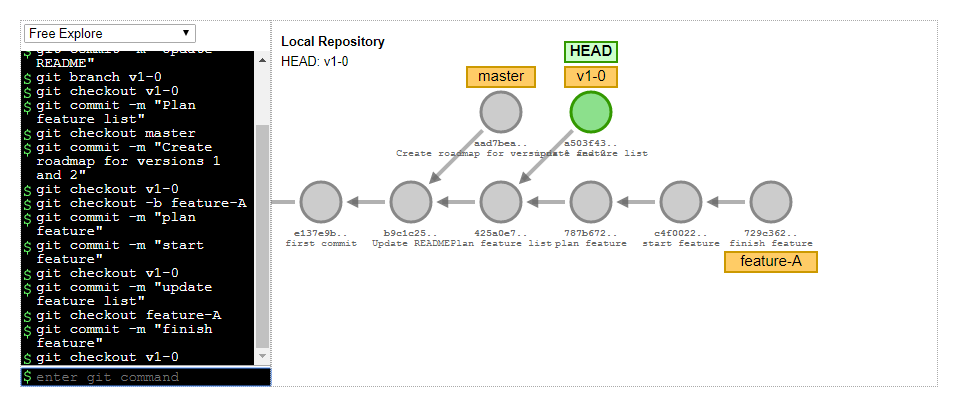 Free Explore
$ git commit -m "Update
README"
$ git branch v1-0
$ git checkout v1-0
$ git commit -m "Plan
feature list"
$ git checkout master
$ git commit -m "Create
roadmap for versions 1
and 2"
$ git checkout v1-0
$ git checkout -b feature-A
$ git commit -m "plan
feature"
$ git commit -m "start
feature"
$ git checkout v1-0
$ git commit -m "update
feature list"
$ git checkout feature-A
$ git commit -m "finish
feature"
$ git checkout v1-0
$ enter git command
Local Repository
HEAD: v1-0
HEAD
master
v1-0
aad7bea..
Create roadmap for versions 1 and 2
a503f43..
update feature list
e137e9b..
first commit
b9c1c25..
Update README
425a0e7..
Plan feature list
787b672..
plan feature
c4f0022..
start feature
729c362..
finish feature
feature-A